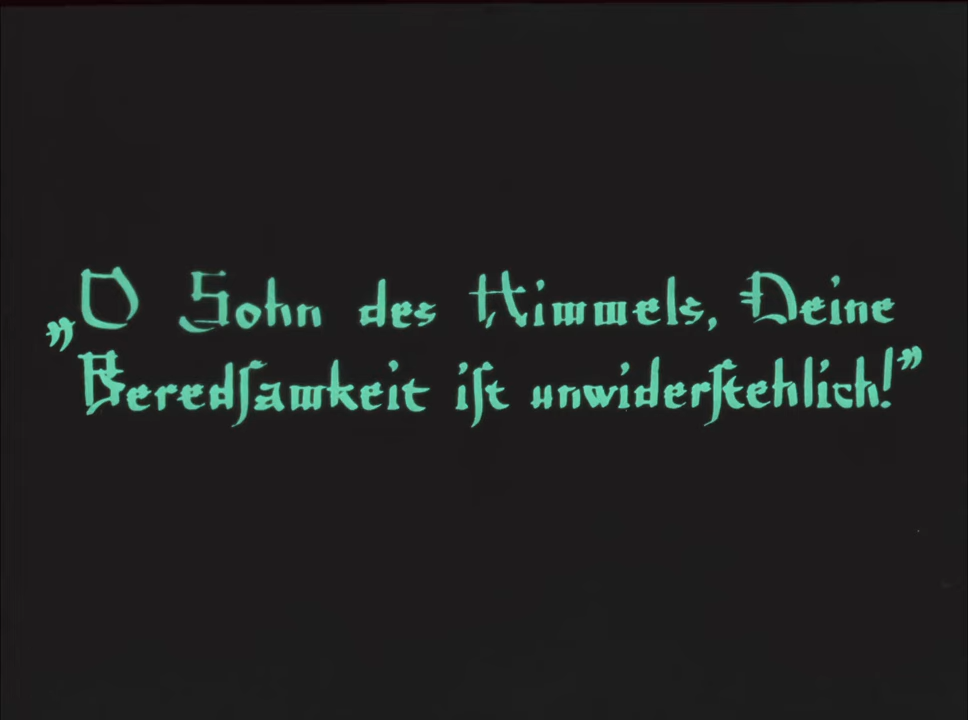 „O Sohn des Himmels, Deine
Beredſamkeit iſt unwiderſtehlich!”